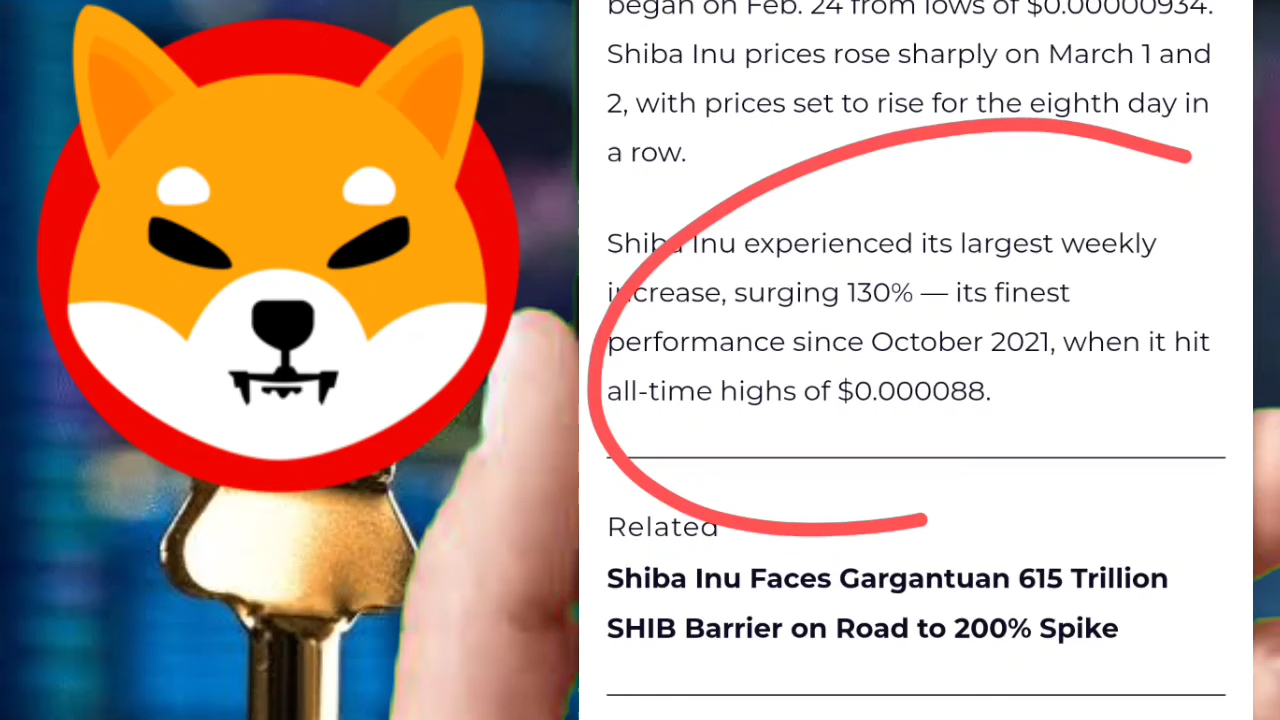 began on Feb. 24 from lows of $0.00000934.
Shiba Inu prices rose sharply on March 1 and
2, with prices set to rise for the eighth day in
a row.
Shiba Inu experienced its largest weekly
increase, surging 130% — its finest
performance since October 2021, when it hit
all-time highs of $0.000088.
Related
Shiba Inu Faces Gargantuan 615 Trillion
SHIB Barrier on Road to 200% Spike